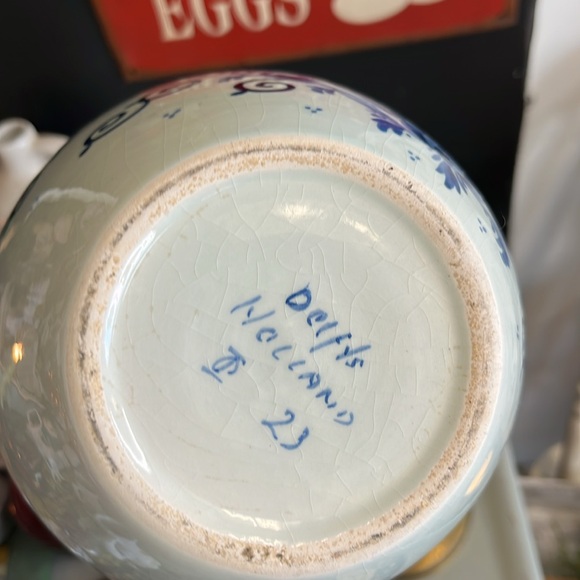 EGGS
Delfts
HOLLAND
23